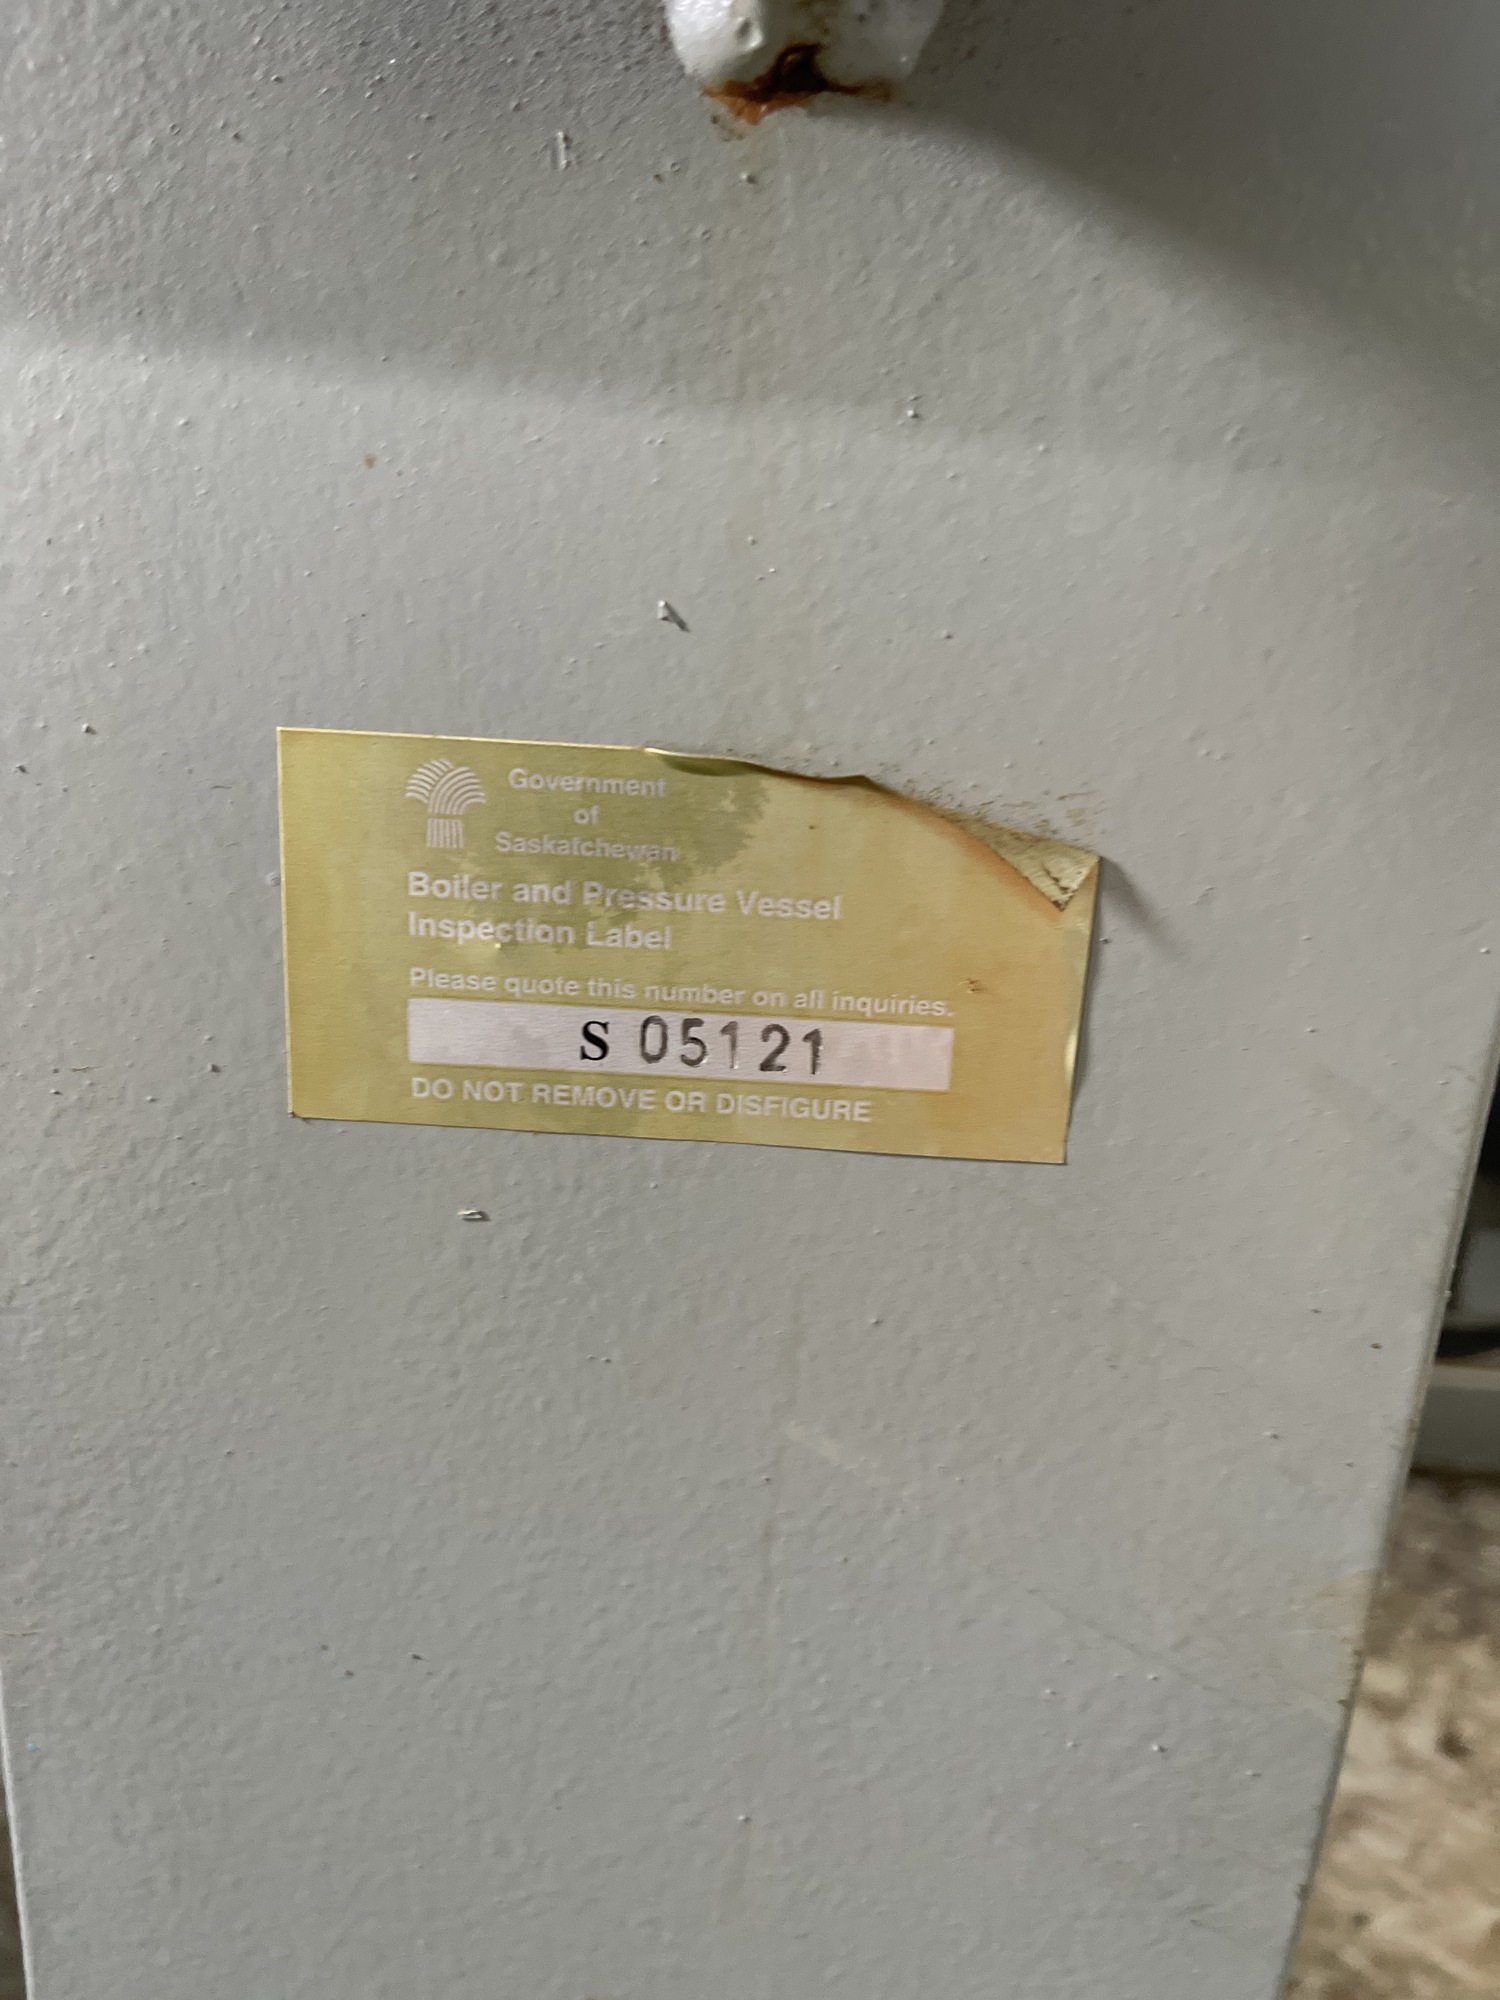 Government
of
Saskatchewan
Boiler and Pressure Vessel
Inspection Label
Please quote this number on all inquiries.
S 05121
DO NOT REMOVE OR DISFIGURE